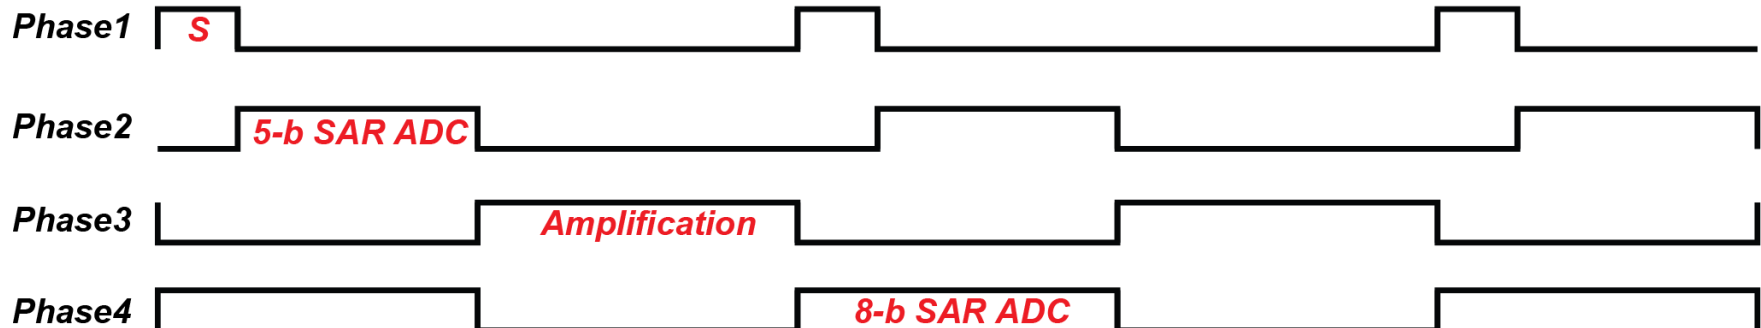 Phase1 S
Phase2 5-b SAR ADC
Phase3 Amplification
Phase4 8-b SAR ADC